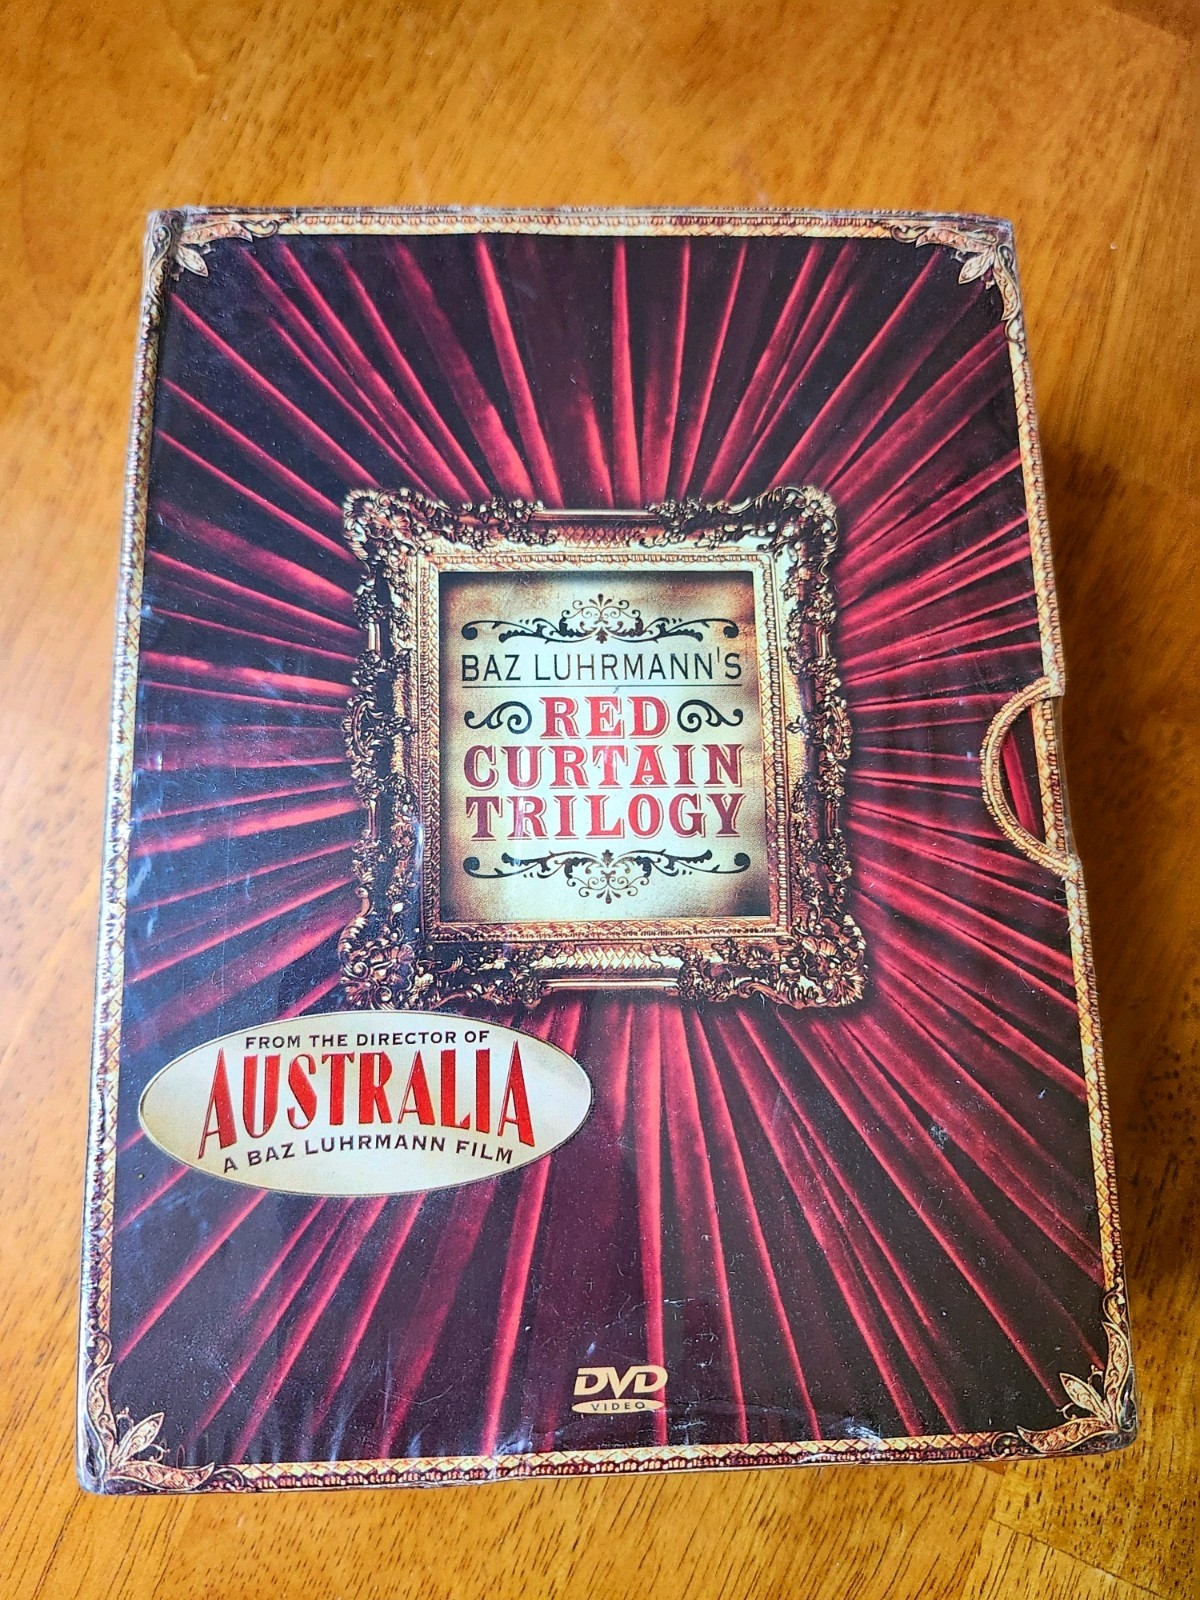 BAZ LUHRMANN'S
RED
CURTAIN
TRILOGY
FROM THE DIRECTOR OF
AUSTRALIA
A BAZ LUHRMANN FILM
DVD
VIDEO